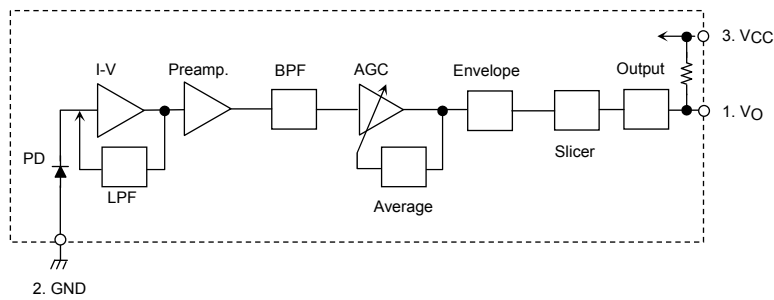 3. VCC
I-V
Preamp.
BPF
AGC
Envelope
Output
1. VO
PD
LPF
Slicer
Average
2. GND